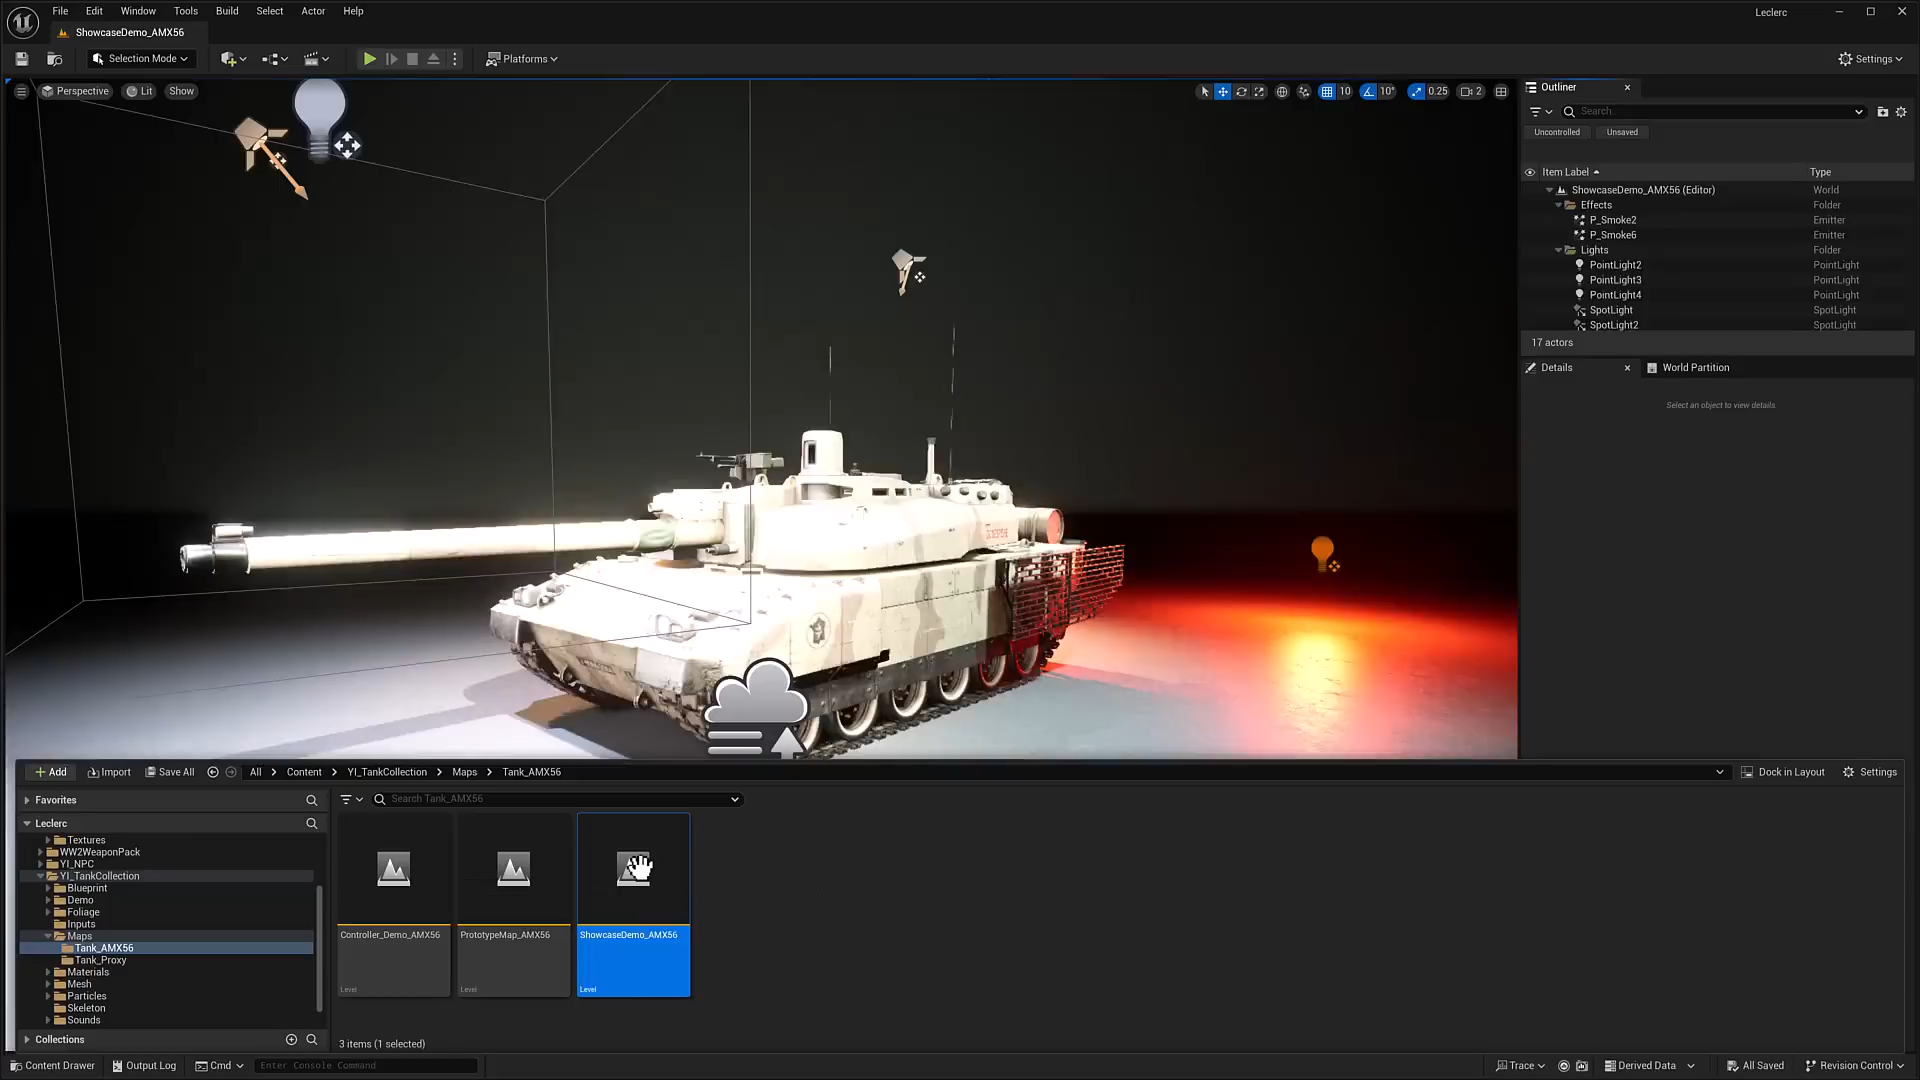 File Edit Window Tools Build Select Actor Help
Leclerc
ShowcaseDemo_AMX56
Selection Mode
Platforms
Settings
Perspective Lit Show
10 10° 0.25 2
Outliner
Search...
Uncontrolled Unsaved
Item Label Type
ShowcaseDemo_AMX56 (Editor) World
Effects Folder
P_Smoke2 Emitter
P_Smoke6 Emitter
Lights Folder
PointLight2 PointLight
PointLight3 PointLight
PointLight4 PointLight
SpotLight SpotLight
SpotLight2 SpotLight
17 actors
Details World Partition
Select an object to view details.
Add Import Save All All Content YI_TankCollection Maps Tank_AMX56 Dock in Layout Settings
Favorites
Search Tank_AMX56
Leclerc
Textures
WW2WeaponPack
YI_NPC
YI_TankCollection
Blueprint
Demo
Foliage
Inputs
Maps
Tank_AMX56
Tank_Proxy
Materials
Mesh
Particles
Skeleton
Sounds
Collections
Controller_Demo_AMX56
Level
PrototypeMap_AMX56
Level
ShowcaseDemo_AMX56
Level
3 items (1 selected)
Content Drawer Output Log Cmd Enter Console Command Trace Derived Data All Saved Revision Control